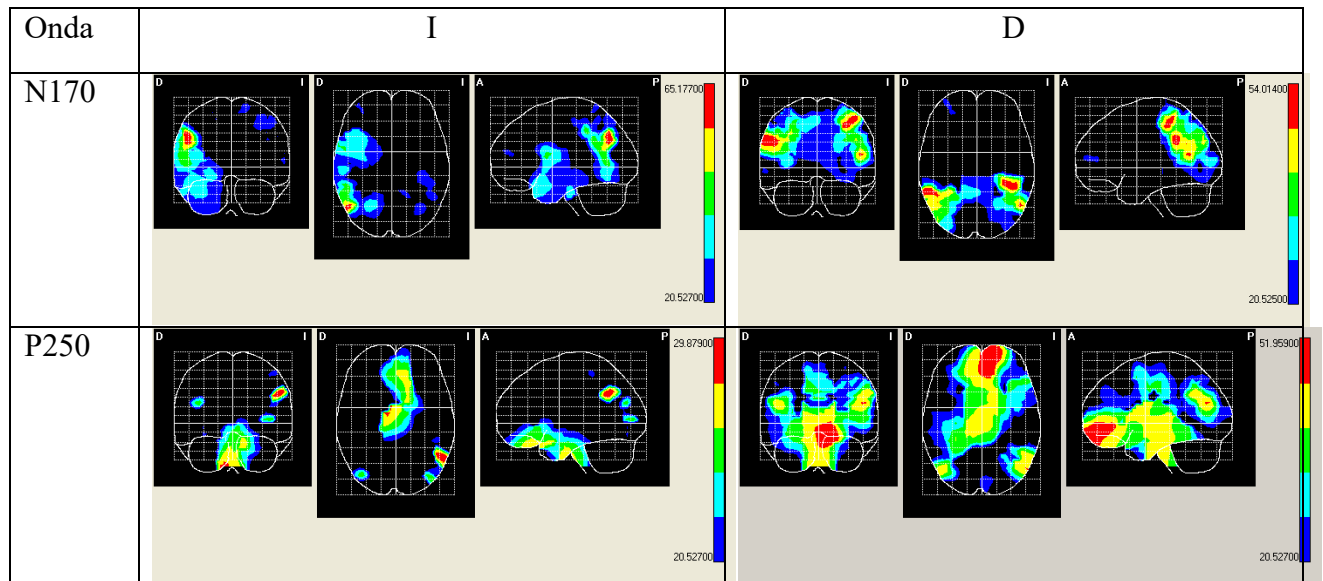 Onda I D
N170
D I D I A P 65.17700
20.52700
D I D I A P 54.01400
20.52500
P250
D I D I A P 29.87900
20.52700
D I D I A P 51.95900
20.52700